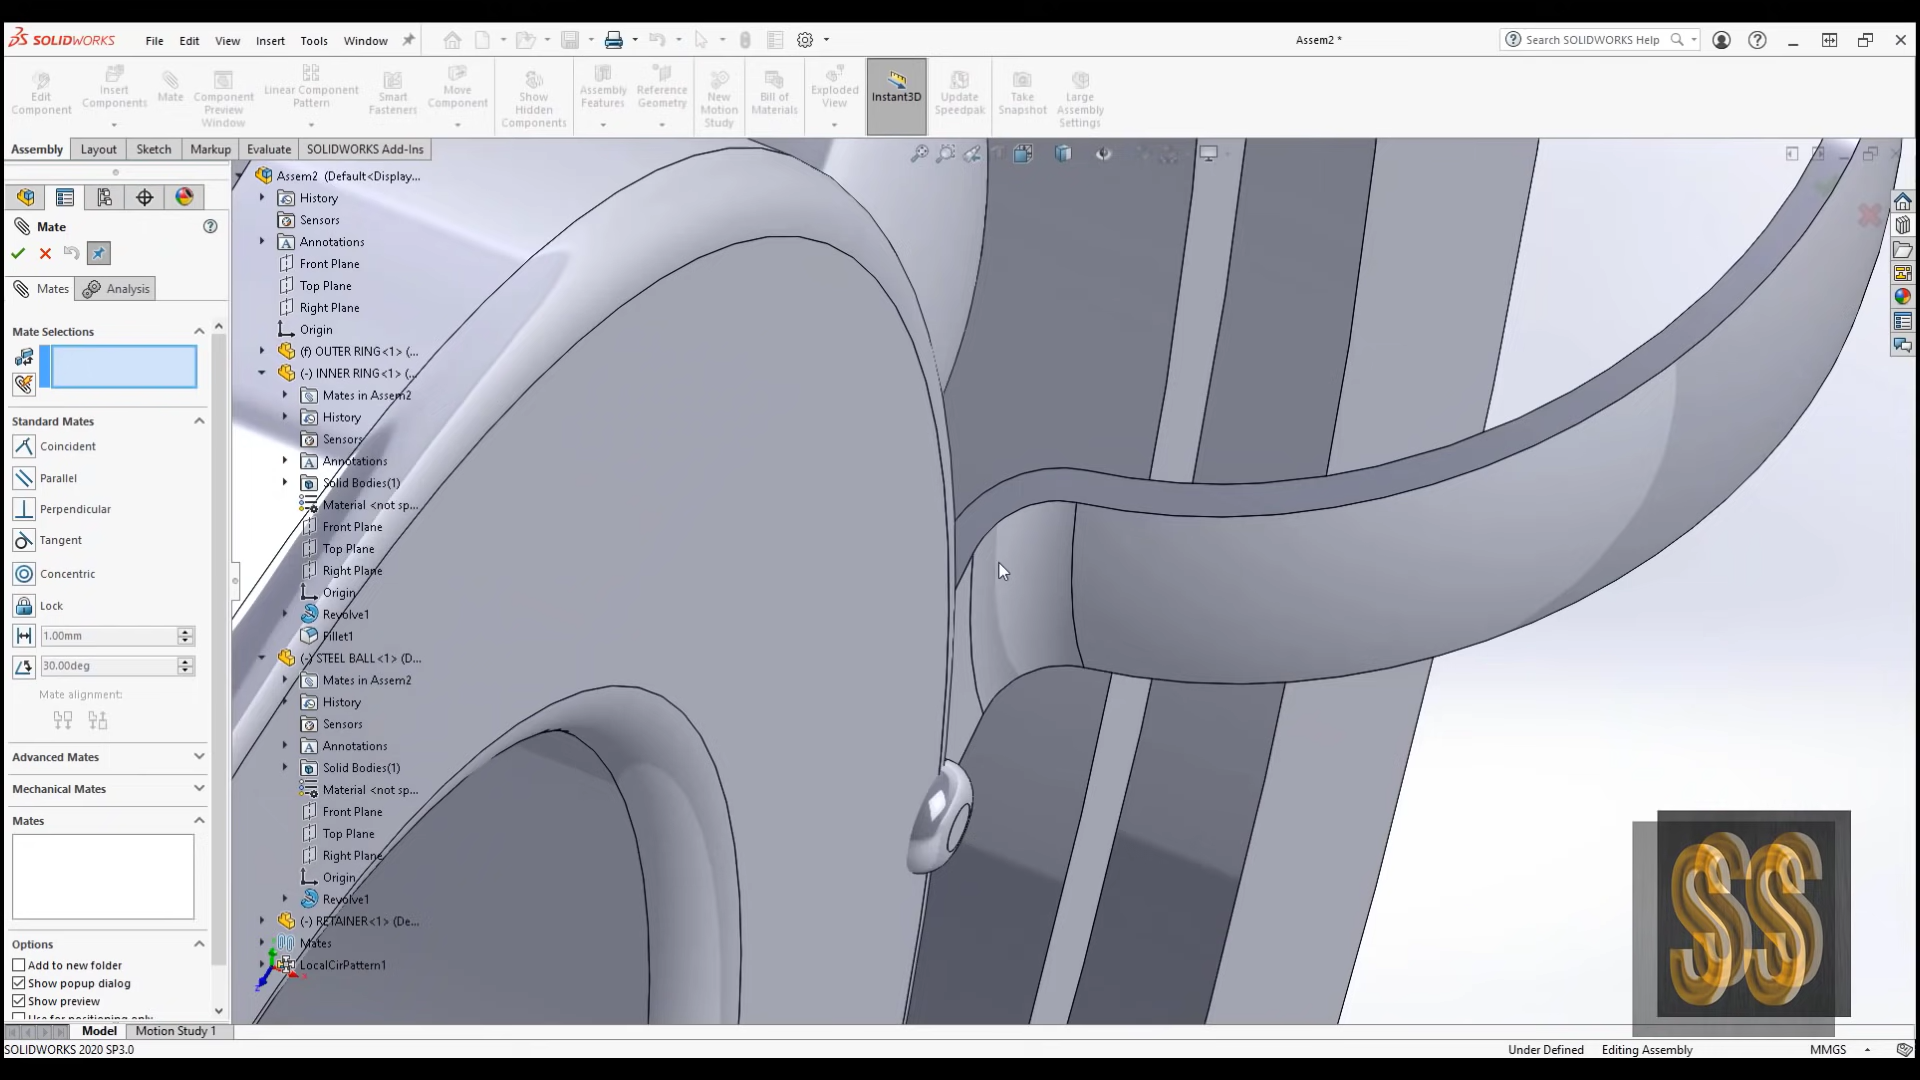 SOLIDWORKS File Edit View Insert Tools Window Assem2 * Search SOLIDWORKS Help
Edit Component
Insert Components
Mate
Component Preview Window
Linear Component Pattern
Smart Fasteners
Move Component
Show Hidden Components
Assembly Features
Reference Geometry
New Motion Study
Bill of Materials
Exploded View
Instant3D
Update Speedpak
Take Snapshot
Large Assembly Settings
Assembly Layout Sketch Markup Evaluate SOLIDWORKS Add-Ins
Mate
Mates Analysis
Mate Selections
Standard Mates
Coincident
Parallel
Perpendicular
Tangent
Concentric
Lock
1.00mm
30.00deg
Mate alignment:
Advanced Mates
Mechanical Mates
Mates
Options
Add to new folder
Show popup dialog
Show preview
Use for positioning only
Assem2 (Default<Display...
History
Sensors
Annotations
Front Plane
Top Plane
Right Plane
Origin
(f) OUTER RING<1> (...
(-) INNER RING<1> (...
Mates in Assem2
History
Sensors
Annotations
Solid Bodies(1)
Material <not sp...
Front Plane
Top Plane
Right Plane
Origin
Revolve1
Fillet1
(-) STEEL BALL<1> (D...
Mates in Assem2
History
Sensors
Annotations
Solid Bodies(1)
Material <not sp...
Front Plane
Top Plane
Right Plane
Origin
Revolve1
(-) RETAINER<1> (De...
Mates
LocalCirPattern1
SS
Model Motion Study 1
SOLIDWORKS 2020 SP3.0 Under Defined Editing Assembly MMGS